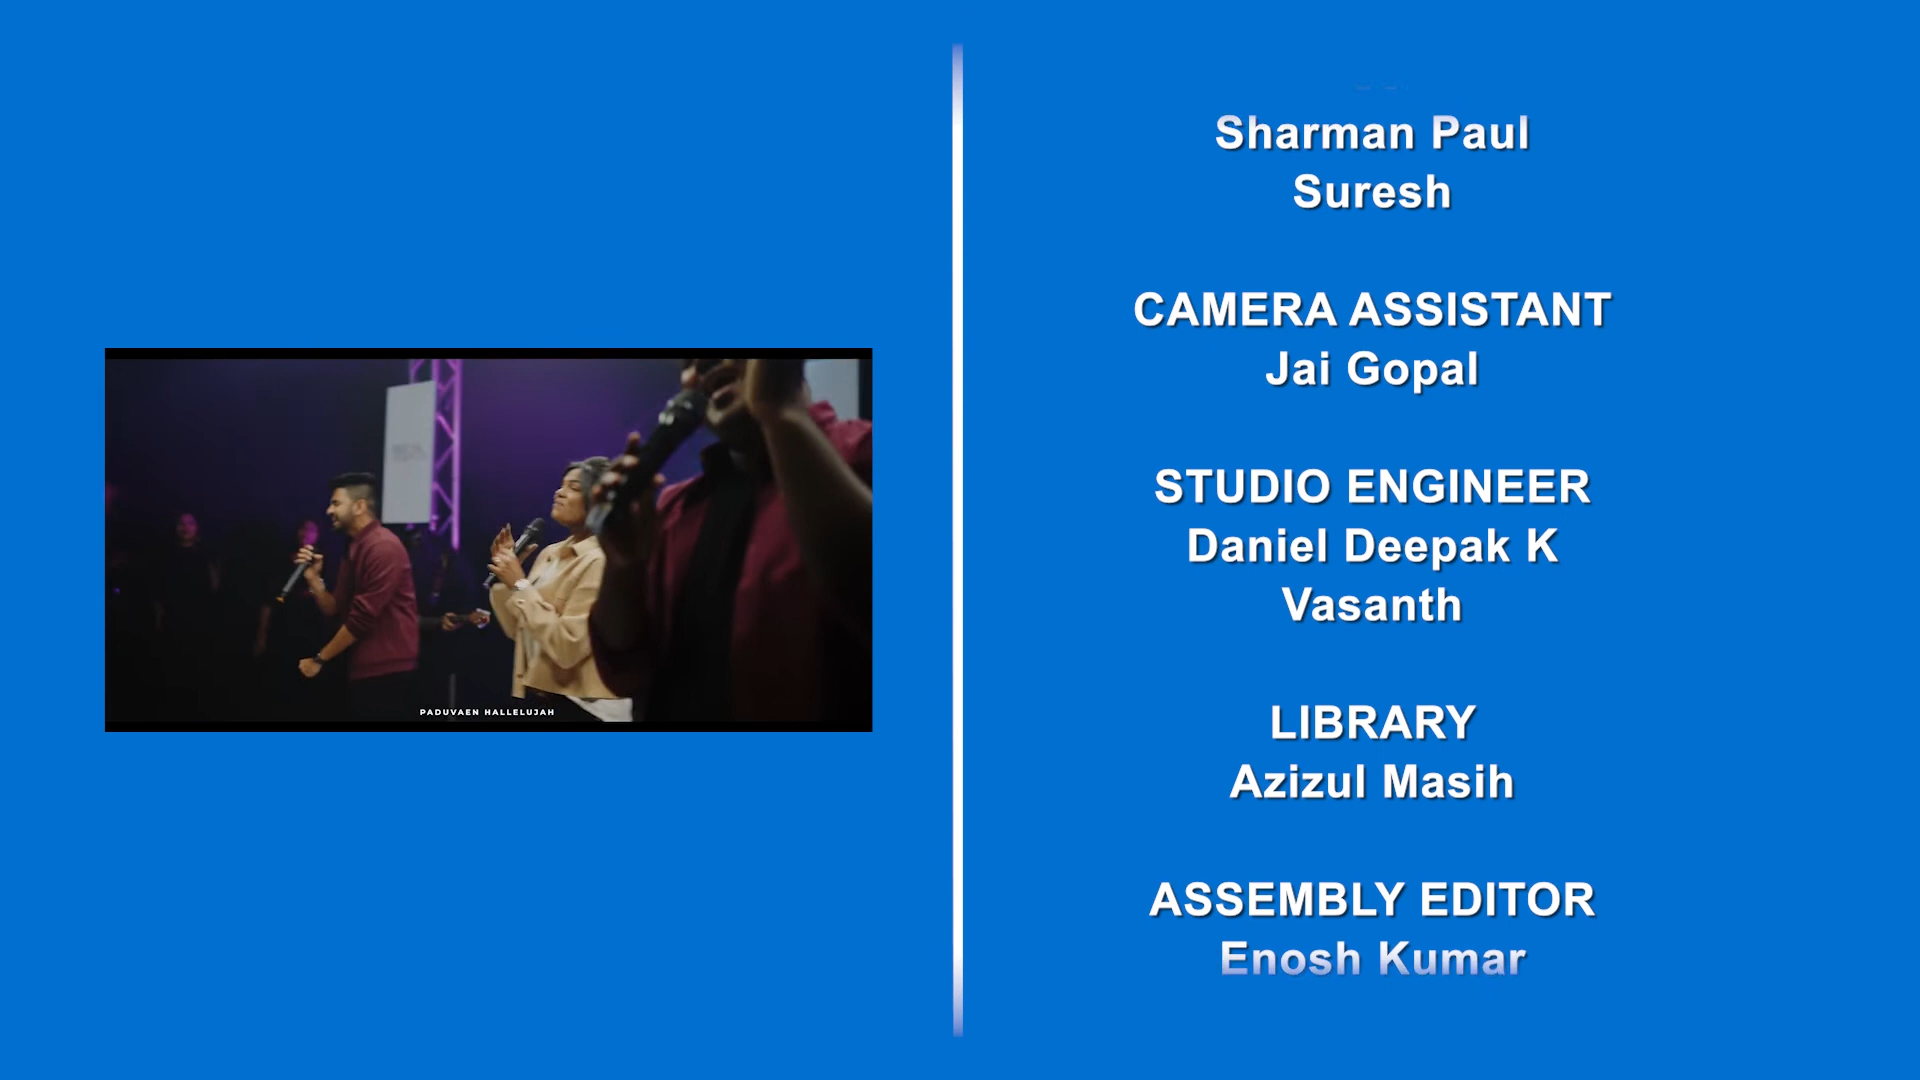 PADUVAEN HALLELUJAH
Sharman Paul
Suresh
CAMERA ASSISTANT
Jai Gopal
STUDIO ENGINEER
Daniel Deepak K
Vasanth
LIBRARY
Azizul Masih
ASSEMBLY EDITOR
Enosh Kumar